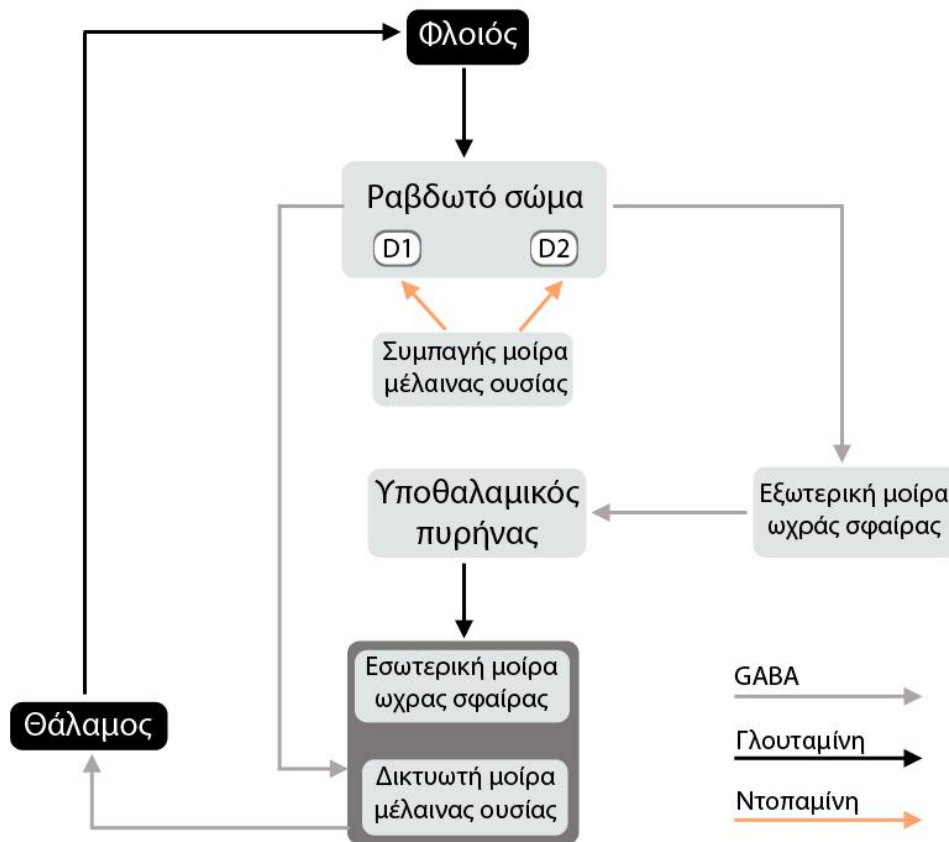 Φλοιός
Ραβδωτό σώμα
D1
D2
Συμπαγής μοίρα
μέλαινας ουσίας
Υποθαλαμικός
πυρήνας
Εξωτερική μοίρα
ωχράς σφαίρας
Εσωτερική μοίρα
ωχρας σφαίρας
Θάλαμος
Δικτυωτή μοίρα
μέλαινας ουσίας
GABA
Γλουταμίνη
Ντοπαμίνη